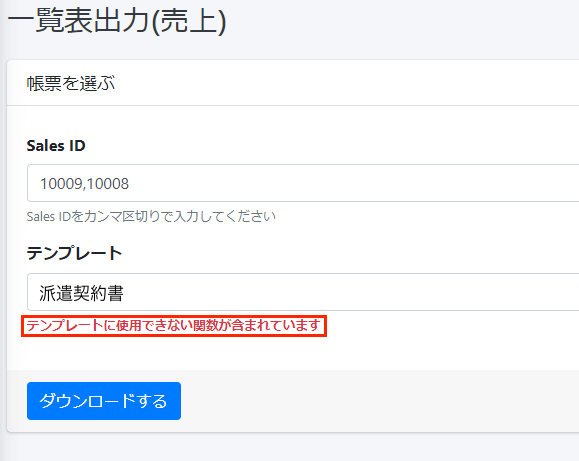 一覧表出力(売上)
帳票を選ぶ
Sales ID
10009,10008
Sales IDをカンマ区切りで入力してください
テンプレート
派遣契約書
テンプレートに使用できない関数が含まれています
ダウンロードする